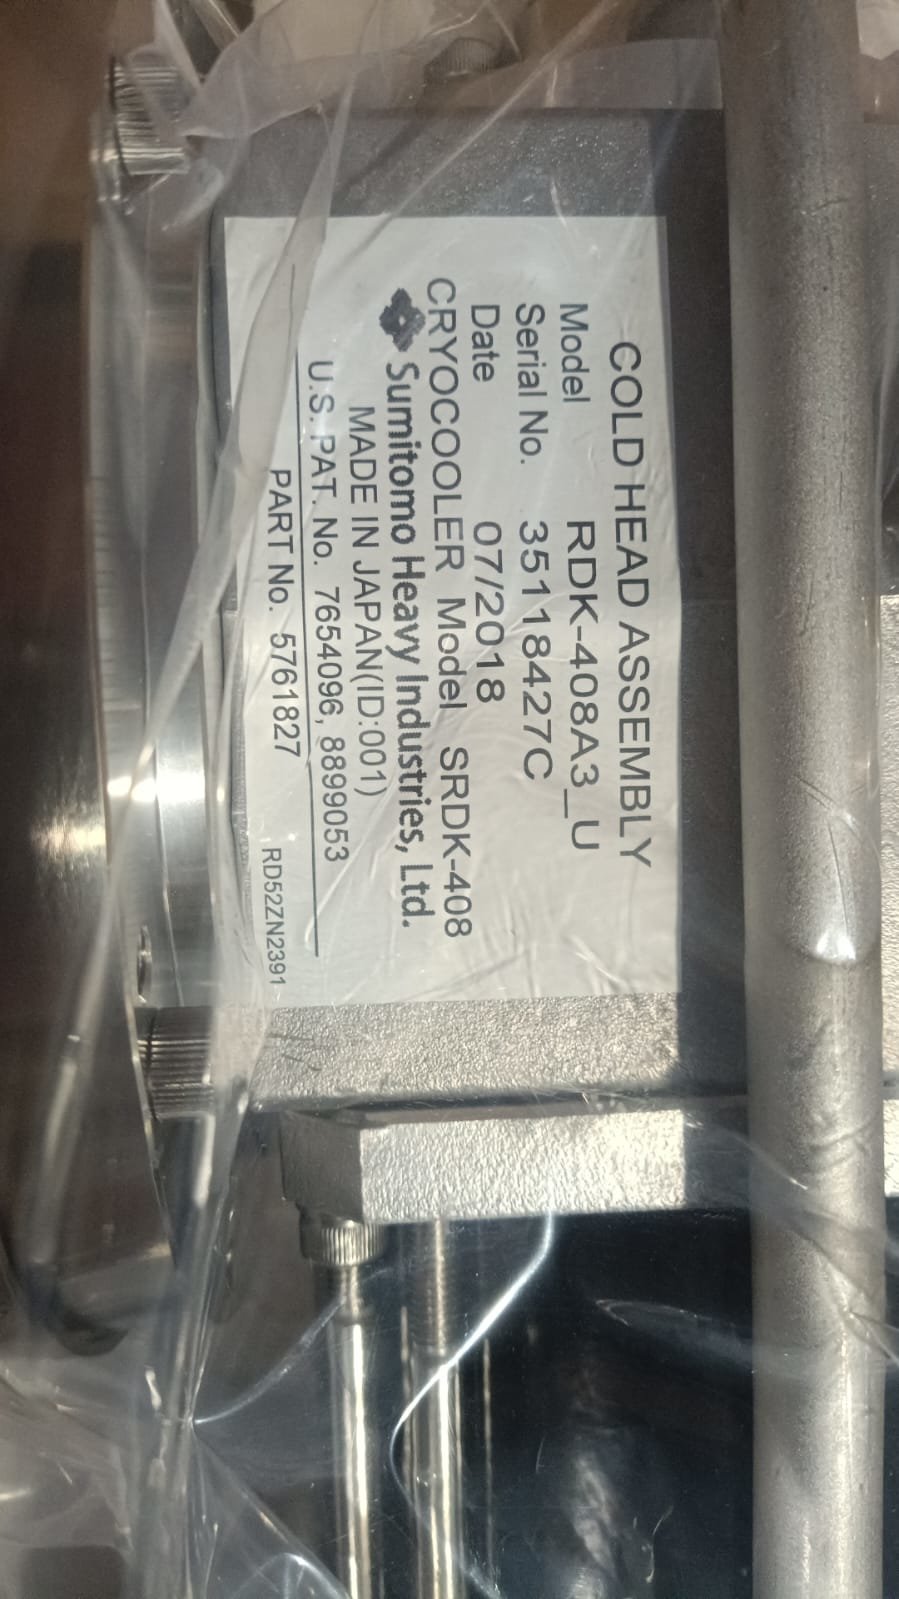 COLD HEAD ASSEMBLY
Model RDK-408A3_U
Serial No. 35118427C
Date 07/2018
CRYOCOOLER Model SRDK-408
Sumitomo Heavy Industries, Ltd.
MADE IN JAPAN(ID:001)
U.S. PAT. No. 7654096, 8899053
PART No. 5761827
RD52ZN2391